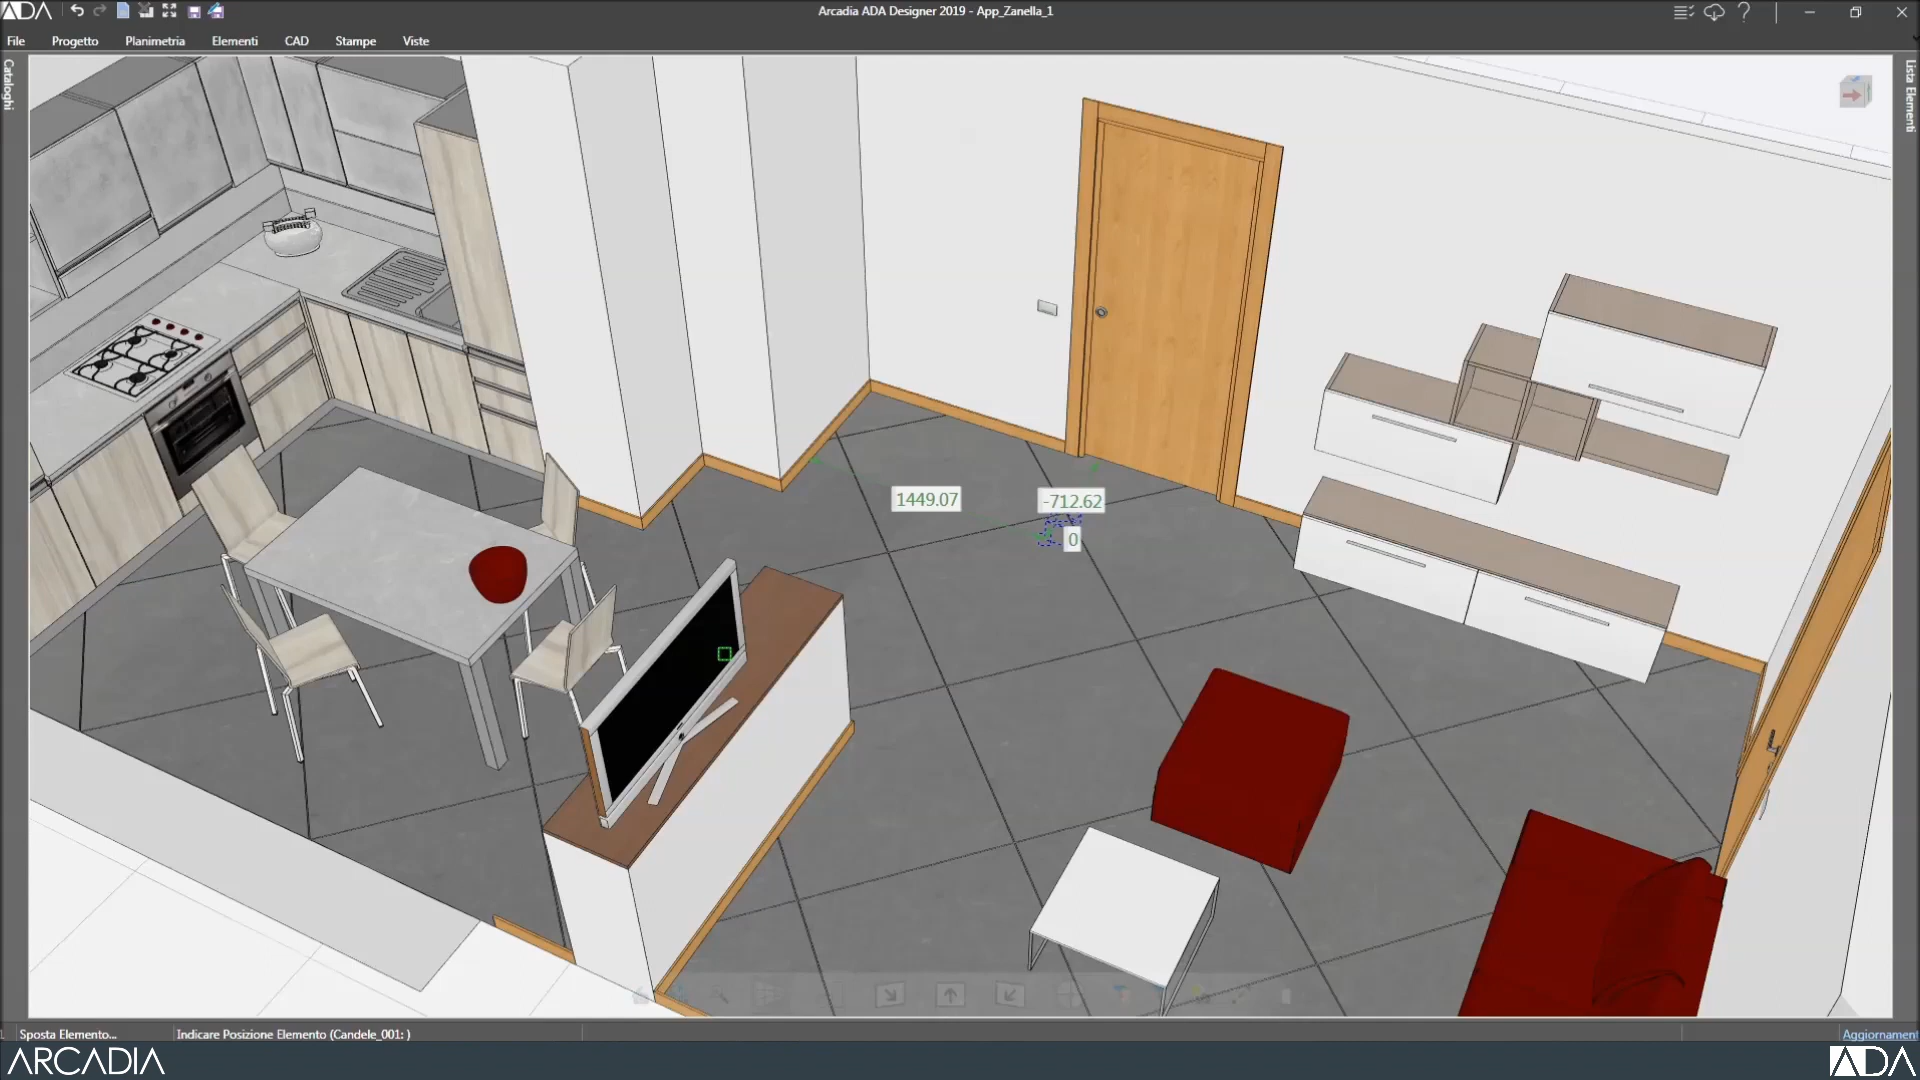 ADA
Arcadia ADA Designer 2019 - App_Zanella_1
File Progetto Planimetria Elementi CAD Stampe Viste
Cataloghi
Lista Elementi
1449.07
-712.62
0
Sposta Elemento... Indicare Posizione Elemento (Candele_001: )
Aggiornament
ARCADIA
ADA